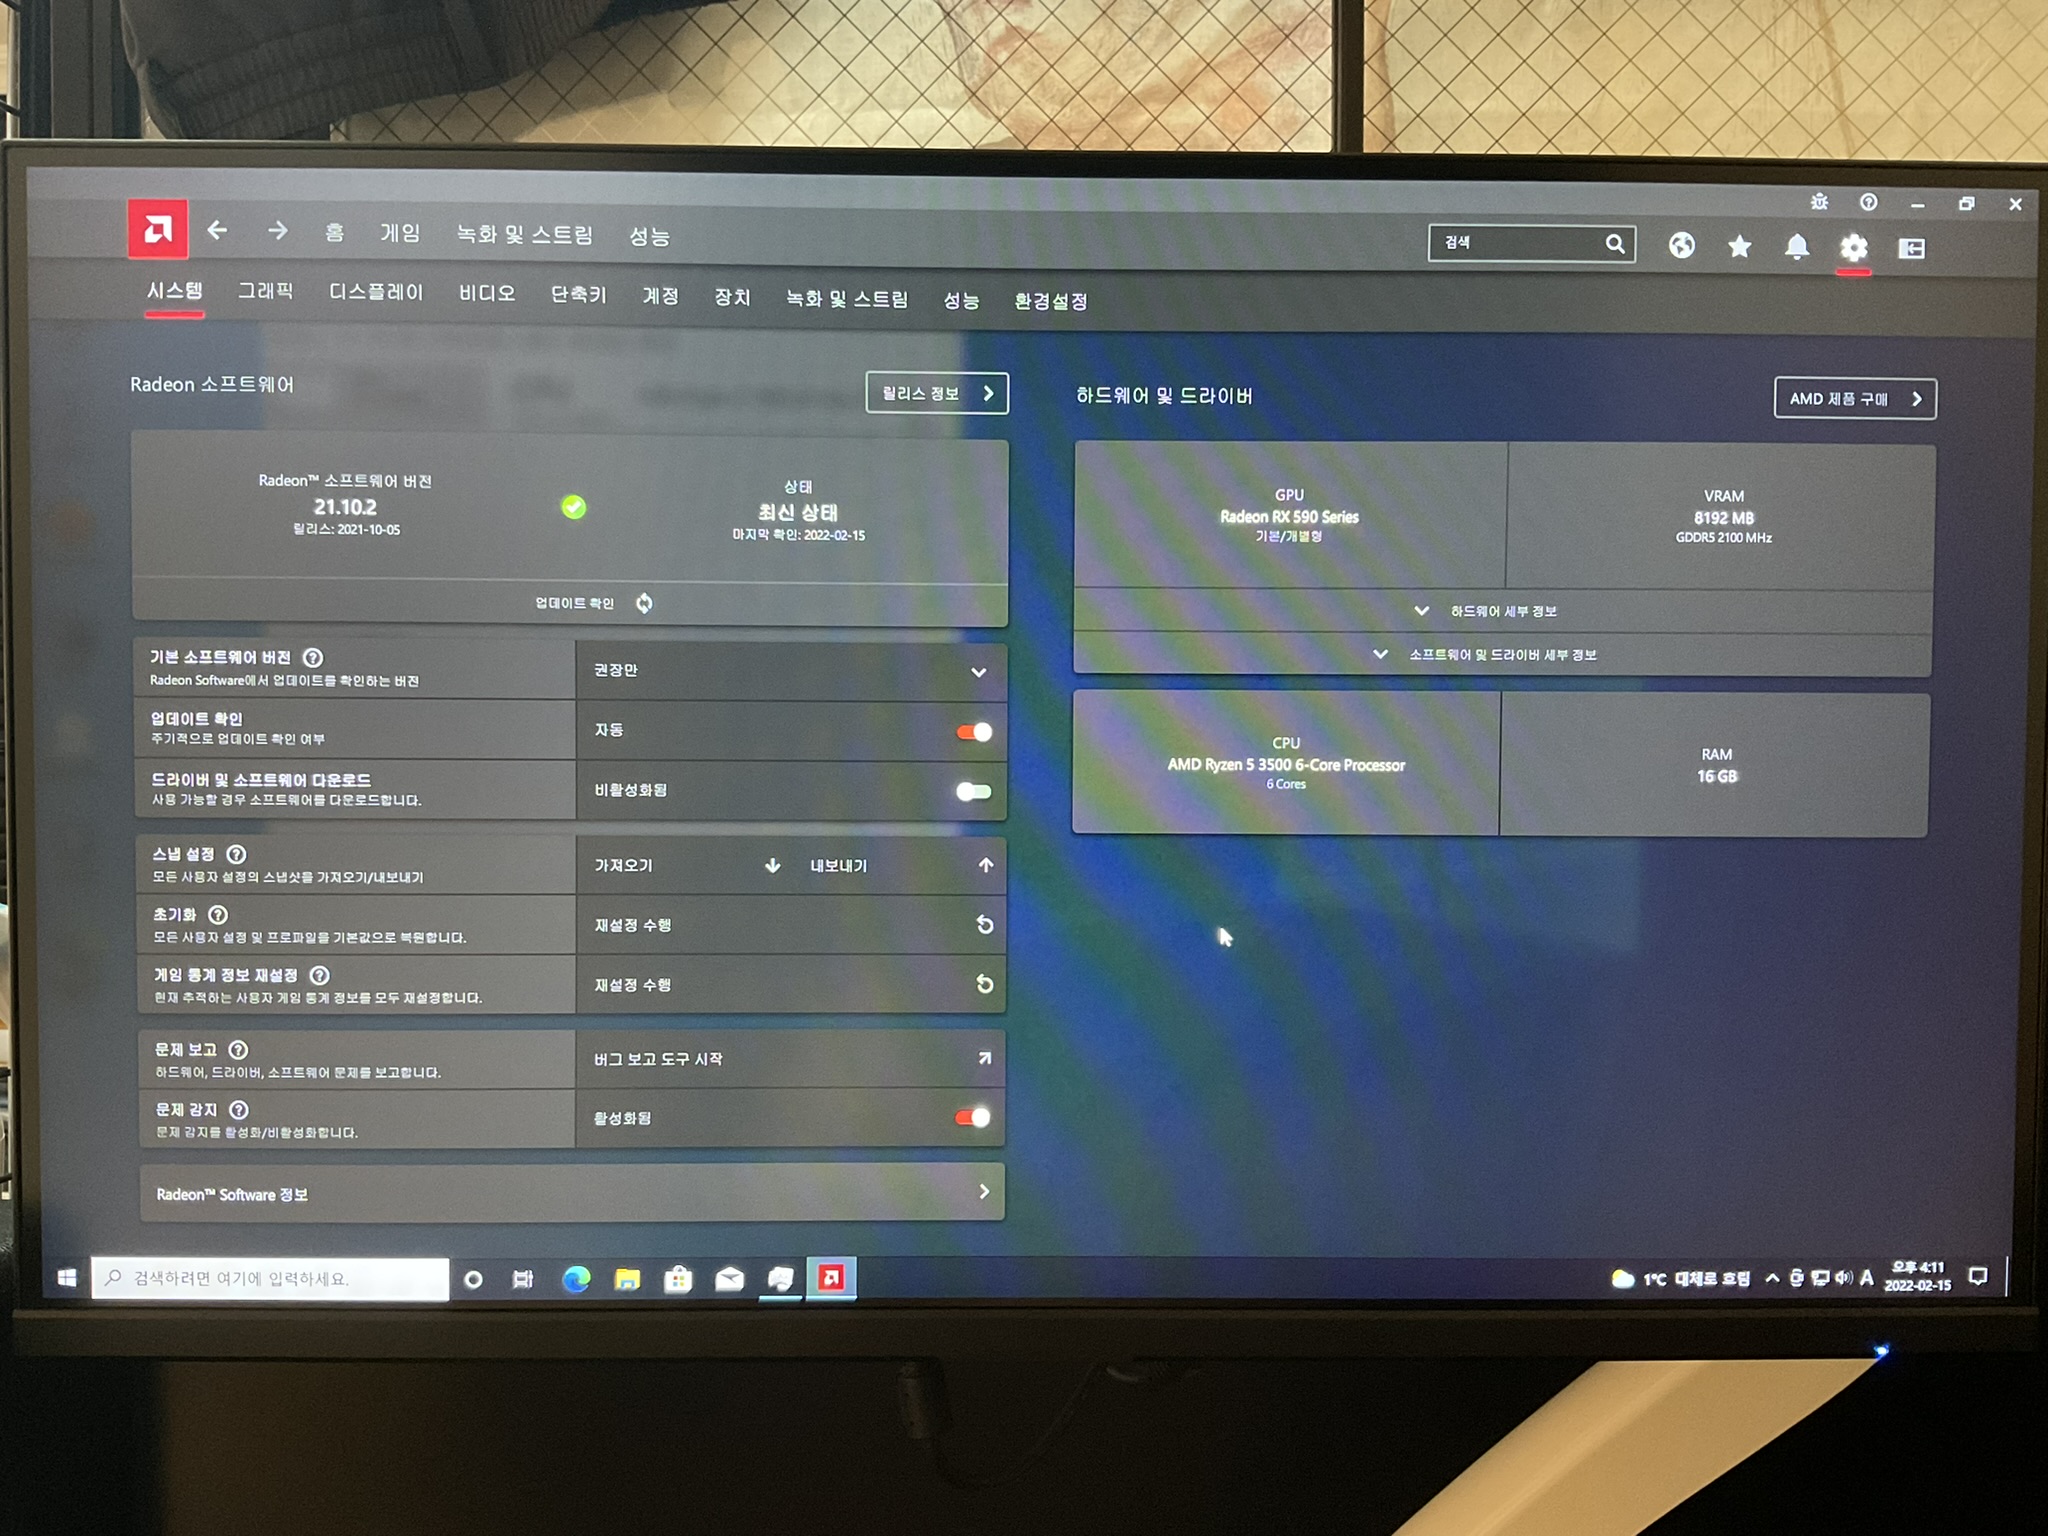 홈 게임 녹화 및 스트림 성능 검색
시스템 그래픽 디스플레이 비디오 단축키 계정 장치 녹화 및 스트림 성능 환경설정
Radeon 소프트웨어
릴리스 정보
Radeon™ 소프트웨어 버전
21.10.2
릴리스: 2021-10-05
상태
최신 상태
마지막 확인: 2022-02-15
업데이트 확인
기본 소프트웨어 버전
Radeon Software에서 업데이트를 확인하는 버전
권장만
업데이트 확인
주기적으로 업데이트 확인 여부
자동
드라이버 및 소프트웨어 다운로드
사용 가능할 경우 소프트웨어를 다운로드합니다.
비활성화됨
스냅 설정
모든 사용자 설정의 스냅샷을 가져오기/내보내기
가져오기 내보내기
초기화
모든 사용자 설정 및 프로파일을 기본값으로 복원합니다.
재설정 수행
게임 통계 정보 재설정
현재 추적하는 사용자 게임 통계 정보를 모두 재설정합니다.
재설정 수행
문제 보고
하드웨어, 드라이버, 소프트웨어 문제를 보고합니다.
버그 보고 도구 시작
문제 감지
문제 감지를 활성화/비활성화합니다.
활성화됨
Radeon™ Software 정보
하드웨어 및 드라이버
AMD 제품 구매
GPU
Radeon RX 590 Series
기본/개별형
VRAM
8192 MB
GDDR5 2100 MHz
하드웨어 세부 정보
소프트웨어 및 드라이버 세부 정보
CPU
AMD Ryzen 5 3500 6-Core Processor
6 Cores
RAM
16 GB
검색하려면 여기에 입력하세요.
1°C 대체로 흐림
A
오후 4:11
2022-02-15